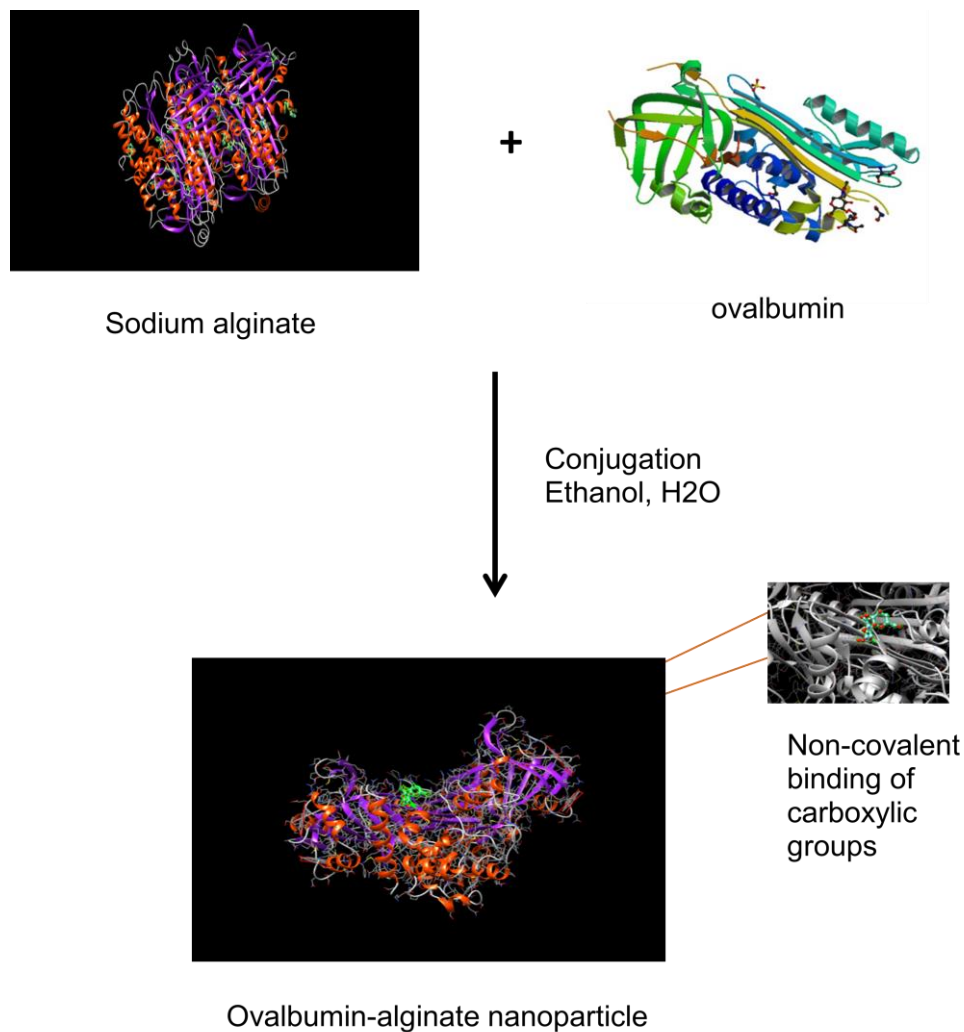 +
Sodium alginate
ovalbumin
Conjugation
Ethanol, H2O
Non-covalent
binding of
carboxylic
groups
Ovalbumin-alginate nanoparticle